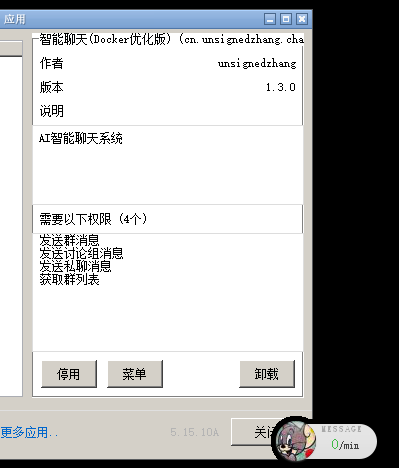 应用
智能聊天(Docker优化版) (cn.unsignedzhang.cha
作者 unsignedzhang
版本 1.3.0
说明
AI智能聊天系统
需要以下权限 (4个)
发送群消息
发送讨论组消息
发送私聊消息
获取群列表
停用 菜单 卸载
更多应用.. 5.15.10A 关闭
MESSAGE
0/min